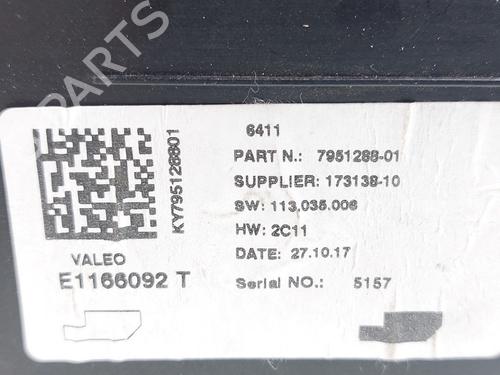 6411
PART N.: 7951288-01
SUPPLIER: 173138-10
SW: 113,035.006
HW: 2C11
DATE: 27.10.17
Serial NO.: 5157
KY795128801
VALEO
E1166092 T
B-PARTS